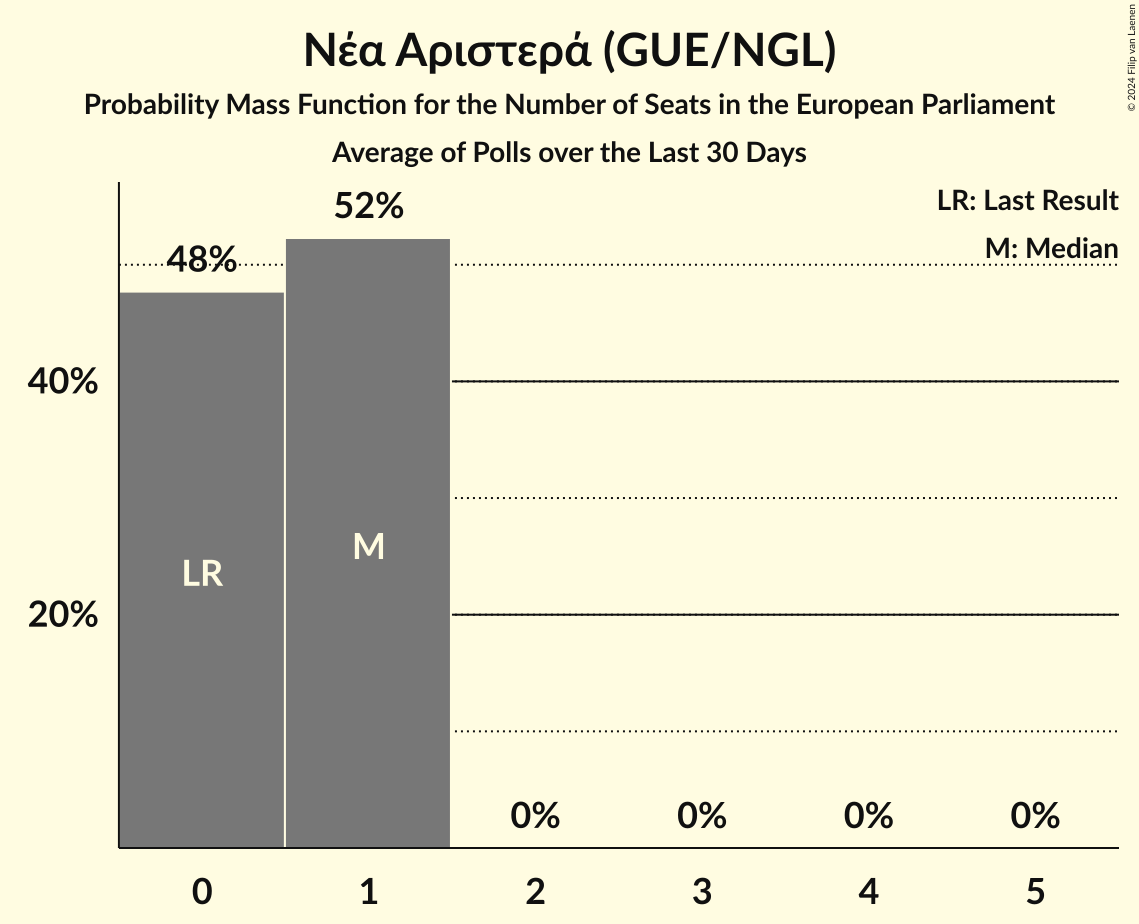 Νέα Αριστερά (GUE/NGL)
Probability Mass Function for the Number of Seats in the European Parliament
Average of Polls over the Last 30 Days
© 2024 Filip van Laenen
LR: Last Result
M: Median
52%
48%
40%
20%
LR
M
0%
0%
0%
0%
0
1
2
3
4
5